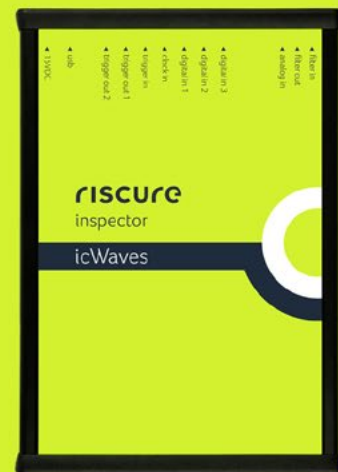 15VDC
usb
trigger out 2
trigger out 1
trigger in
clock in
digital in 1
digital in 2
digital in 3
analog in
filter out
filter in
riscure
inspector
icWaves